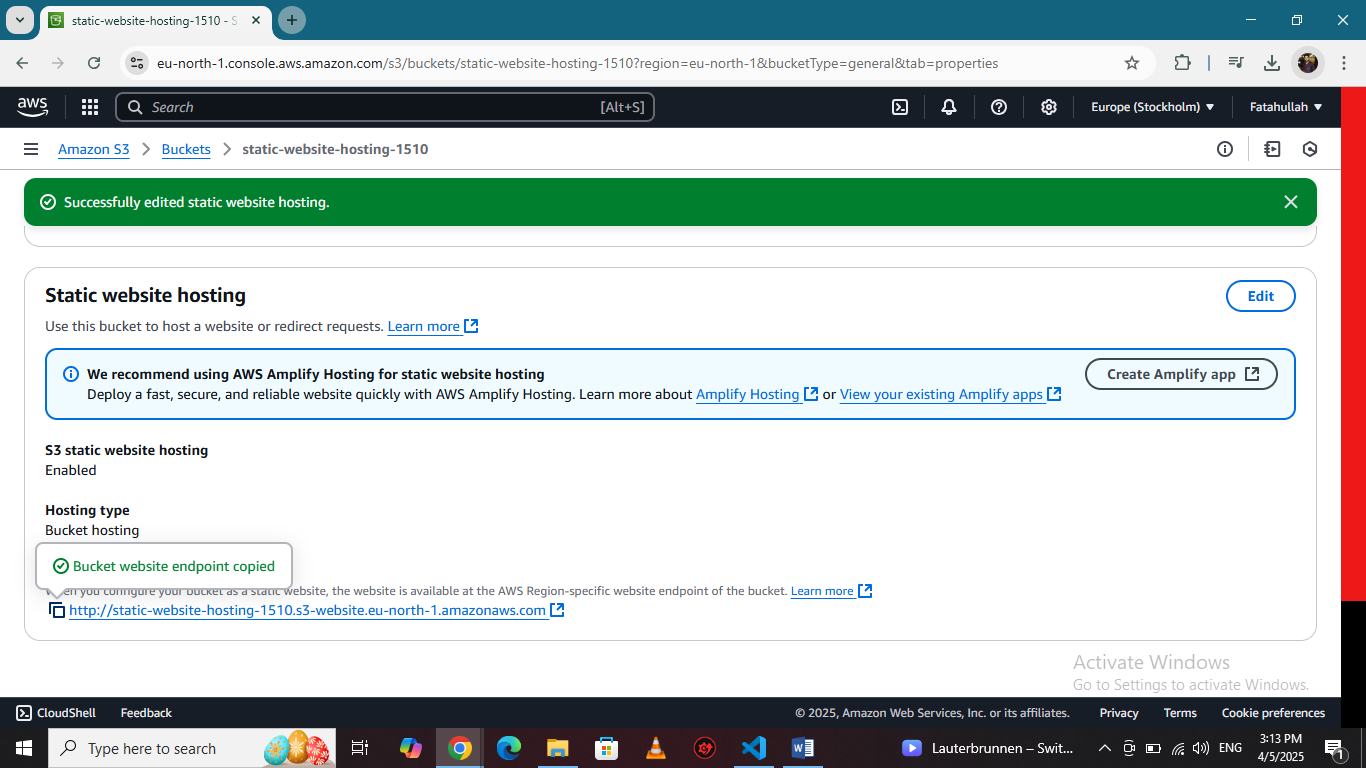 static-website-hosting-1510 - S
eu-north-1.console.aws.amazon.com/s3/buckets/static-website-hosting-1510?region=eu-north-1&bucketType=general&tab=properties
aws
Search
[Alt+S]
Europe (Stockholm)
Fatahullah
Amazon S3
Buckets
static-website-hosting-1510
Successfully edited static website hosting.
Static website hosting
Edit
Use this bucket to host a website or redirect requests. Learn more
We recommend using AWS Amplify Hosting for static website hosting
Create Amplify app
Deploy a fast, secure, and reliable website quickly with AWS Amplify Hosting. Learn more about Amplify Hosting or View your existing Amplify apps
S3 static website hosting
Enabled
Hosting type
Bucket hosting
Bucket website endpoint copied
When you configure your bucket as a static website, the website is available at the AWS Region-specific website endpoint of the bucket. Learn more
http://static-website-hosting-1510.s3-website.eu-north-1.amazonaws.com
Activate Windows
Go to Settings to activate Windows.
CloudShell
Feedback
© 2025, Amazon Web Services, Inc. or its affiliates.
Privacy
Terms
Cookie preferences
Type here to search
Lauterbrunnen – Swit...
ENG
3:13 PM
4/5/2025
1